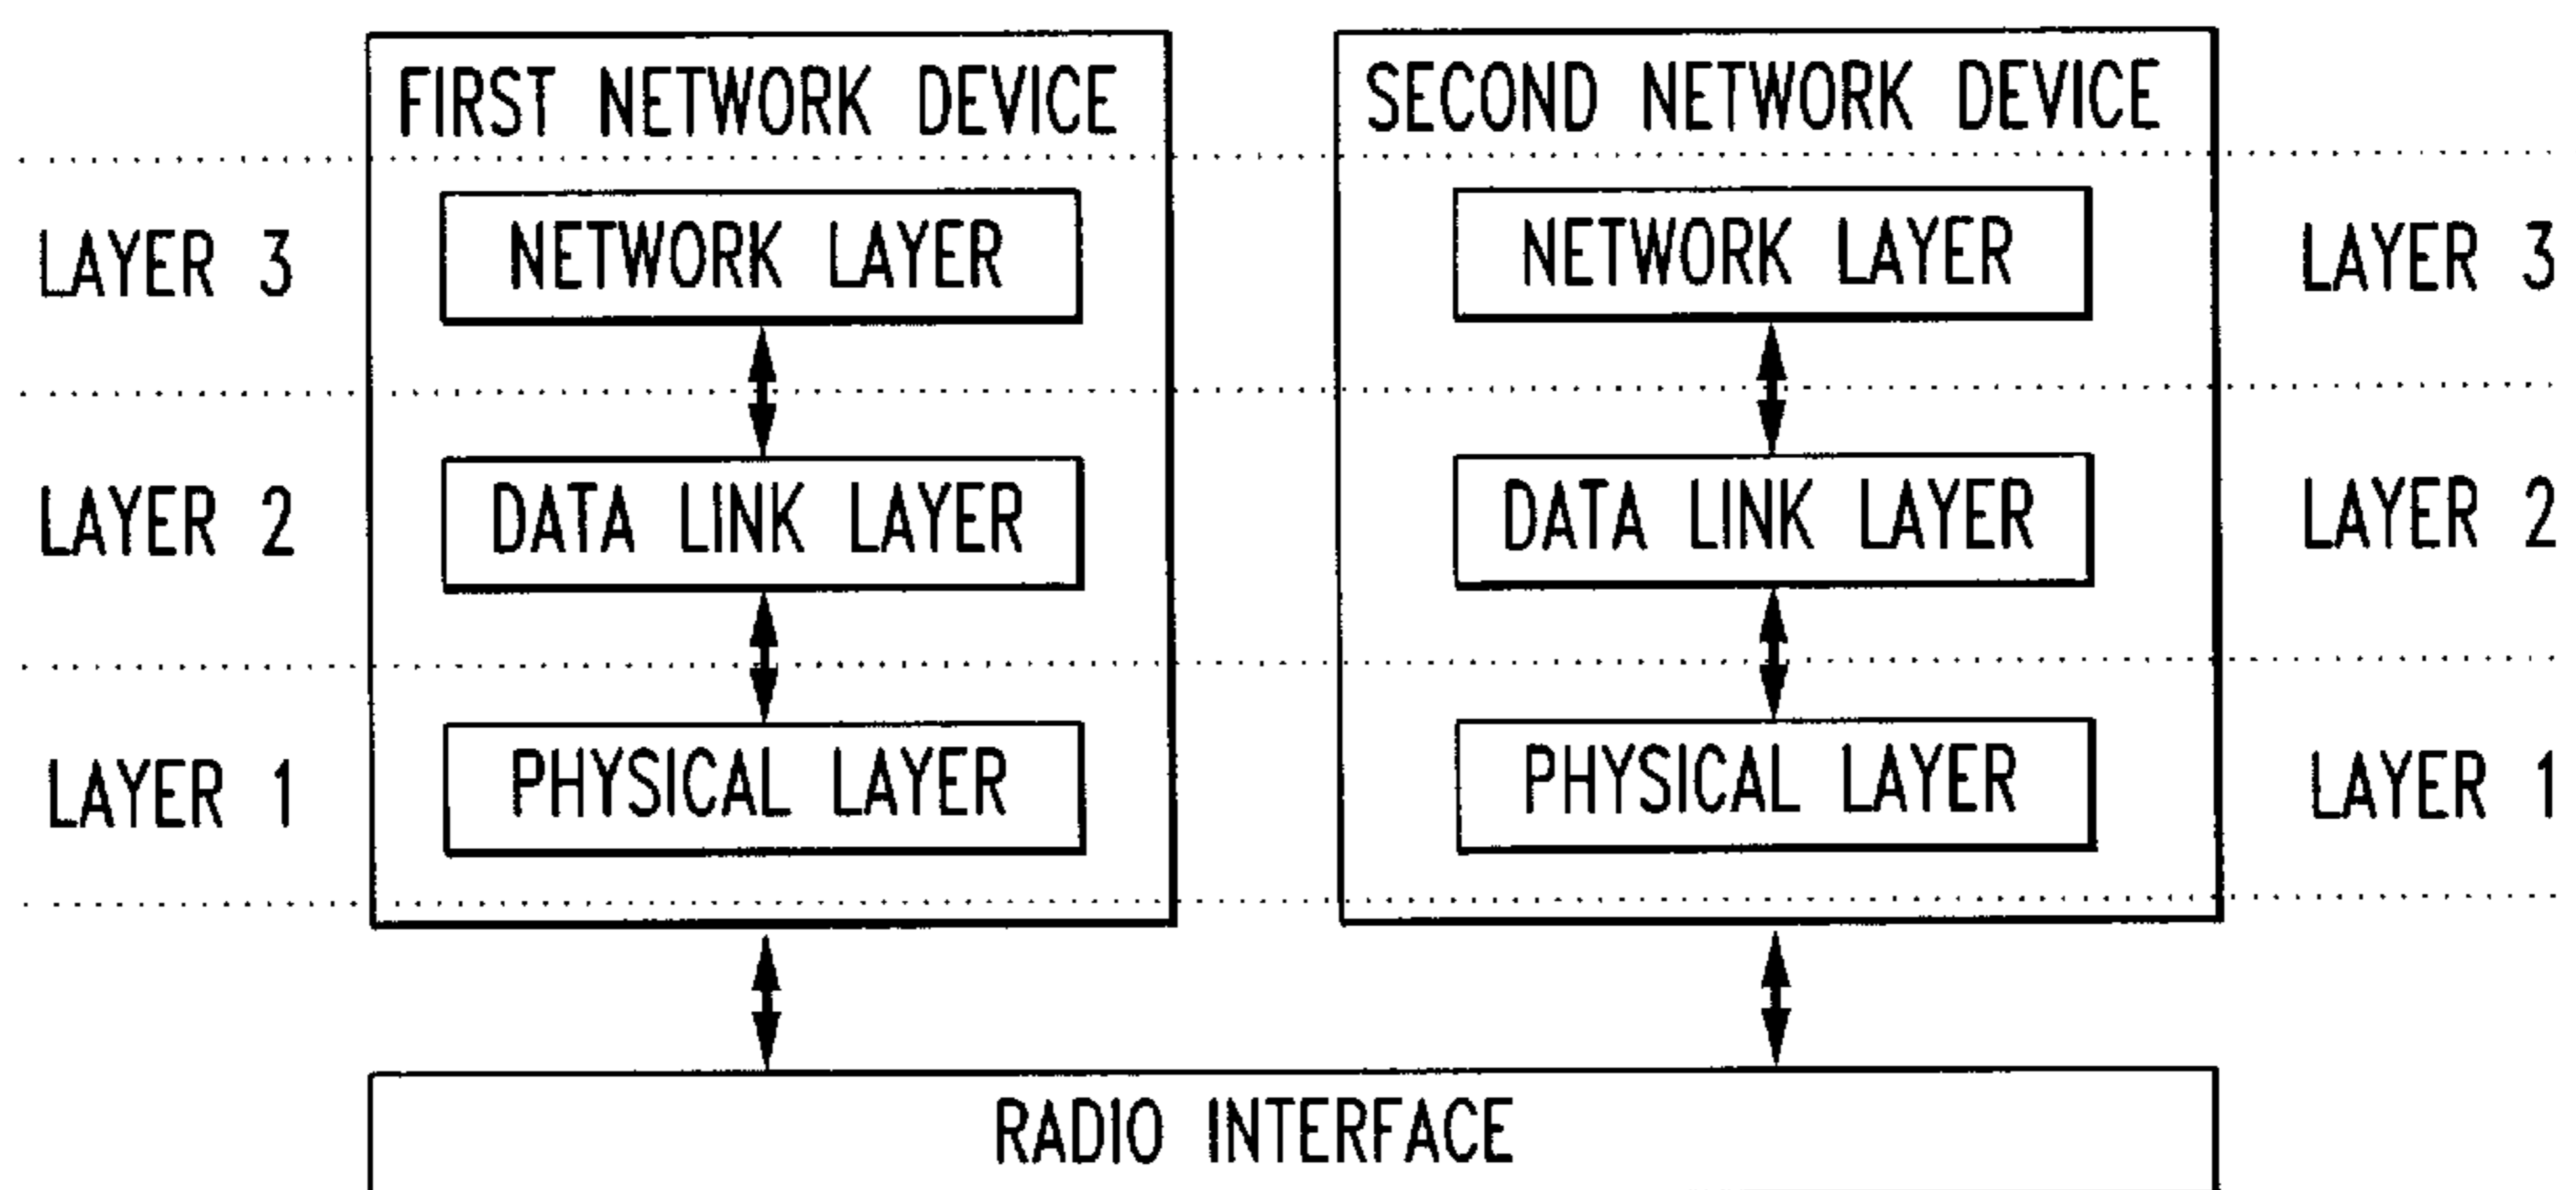 FIRST NETWORK DEVICE
SECOND NETWORK DEVICE
LAYER 3
NETWORK LAYER
NETWORK LAYER
LAYER 3
LAYER 2
DATA LINK LAYER
DATA LINK LAYER
LAYER 2
LAYER 1
PHYSICAL LAYER
PHYSICAL LAYER
LAYER 1
RADIO INTERFACE